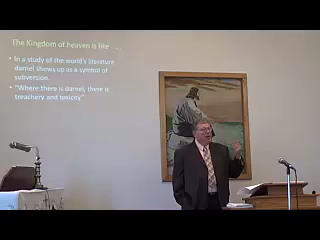 The Kingdom of heaven is like ...
• In a study of the world's literature
darnel shows up as a symbol of
subversion.
• "Where there is darnel, there is
treachery and toxicity"